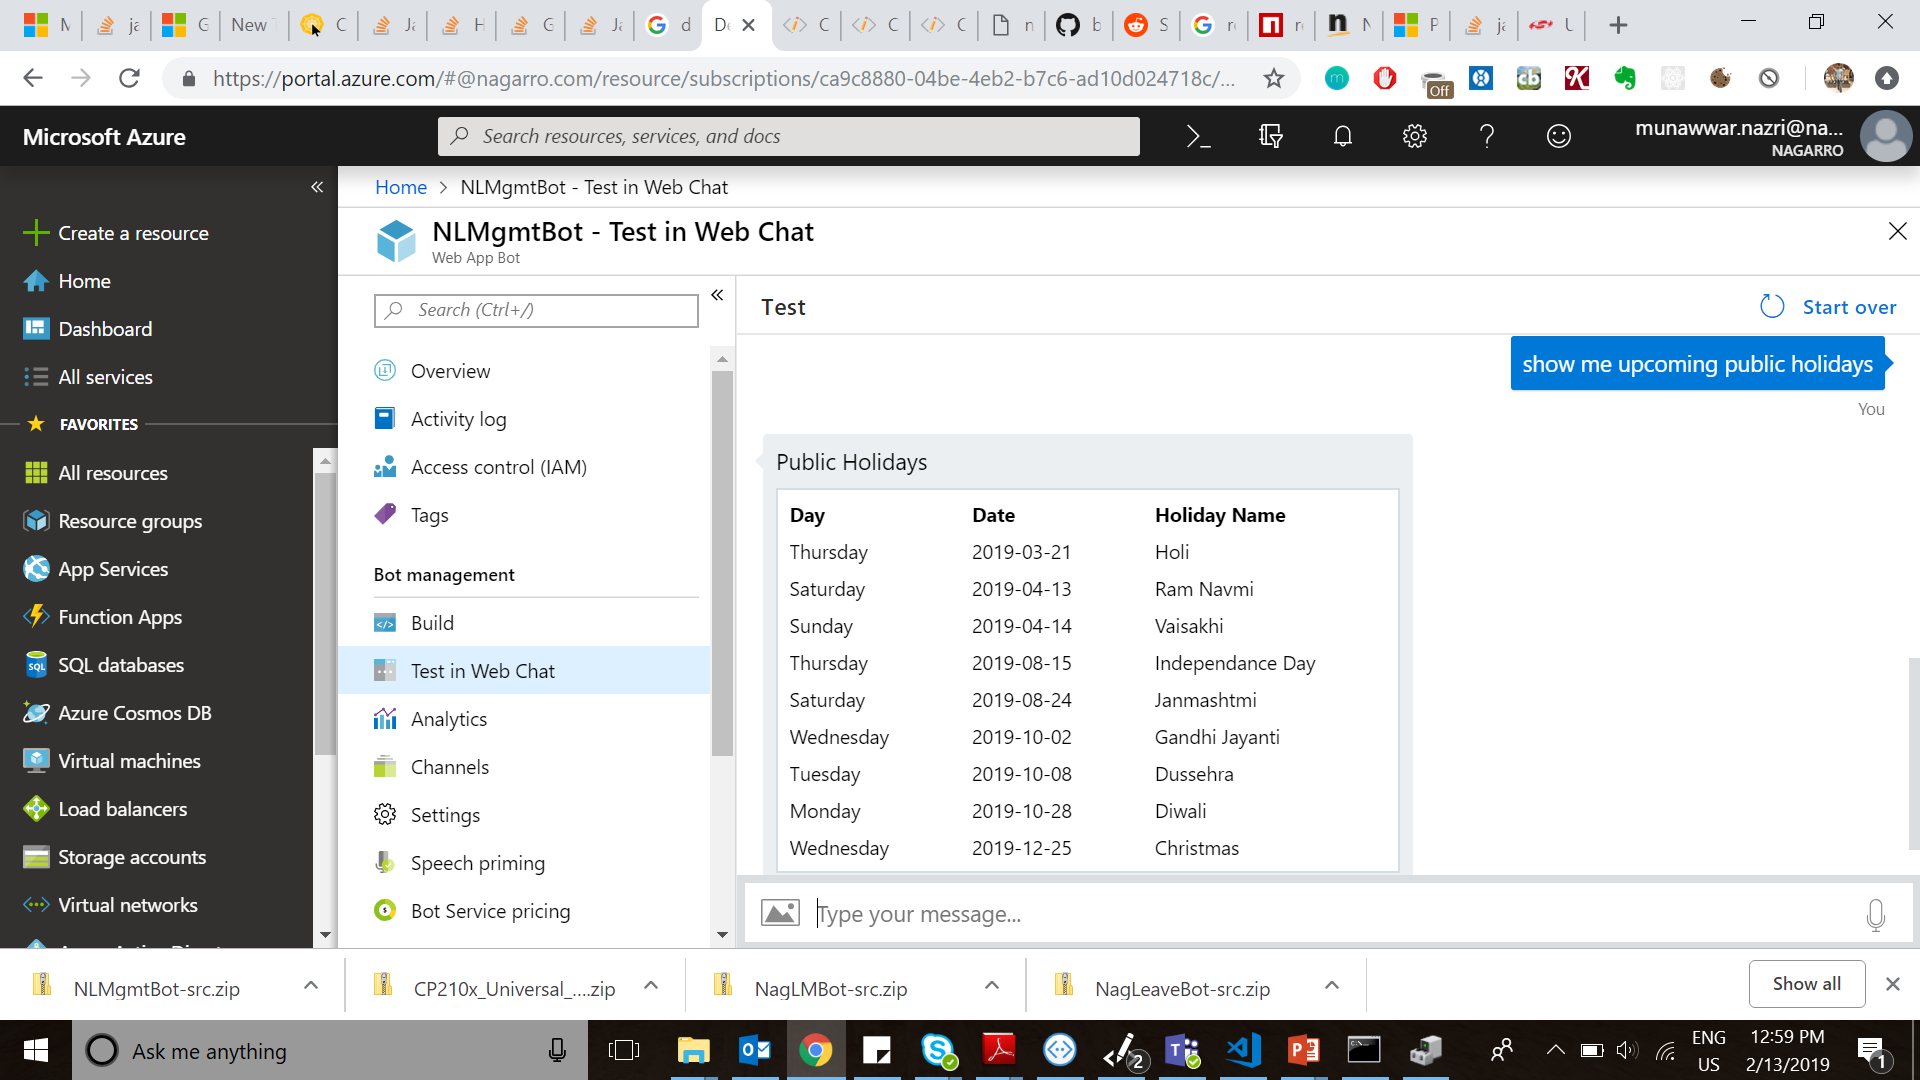 M
ja
G
New T
C
Ja
H
G
Ja
d
De
C
C
C
n
b
S
re
re
N
P
ja
U
https://portal.azure.com/#@nagarro.com/resource/subscriptions/ca9c8880-04be-4eb2-b7c6-ad10d024718c/...
Off
Microsoft Azure
Search resources, services, and docs
munawwar.nazri@na...
NAGARRO
Home > NLMgmtBot - Test in Web Chat
NLMgmtBot - Test in Web Chat
Web App Bot
Create a resource
Home
Dashboard
All services
FAVORITES
All resources
Resource groups
App Services
Function Apps
SQL databases
Azure Cosmos DB
Virtual machines
Load balancers
Storage accounts
Virtual networks
Search (Ctrl+/)
Overview
Activity log
Access control (IAM)
Tags
Bot management
Build
Test in Web Chat
Analytics
Channels
Settings
Speech priming
Bot Service pricing
Test
Start over
show me upcoming public holidays
You
Public Holidays
Day Date Holiday Name
Thursday 2019-03-21 Holi
Saturday 2019-04-13 Ram Navmi
Sunday 2019-04-14 Vaisakhi
Thursday 2019-08-15 Independance Day
Saturday 2019-08-24 Janmashtmi
Wednesday 2019-10-02 Gandhi Jayanti
Tuesday 2019-10-08 Dussehra
Monday 2019-10-28 Diwali
Wednesday 2019-12-25 Christmas
Type your message...
NLMgmtBot-src.zip
CP210x_Universal_....zip
NagLMBot-src.zip
NagLeaveBot-src.zip
Show all
Ask me anything
2
ENG
US
12:59 PM
2/13/2019
1